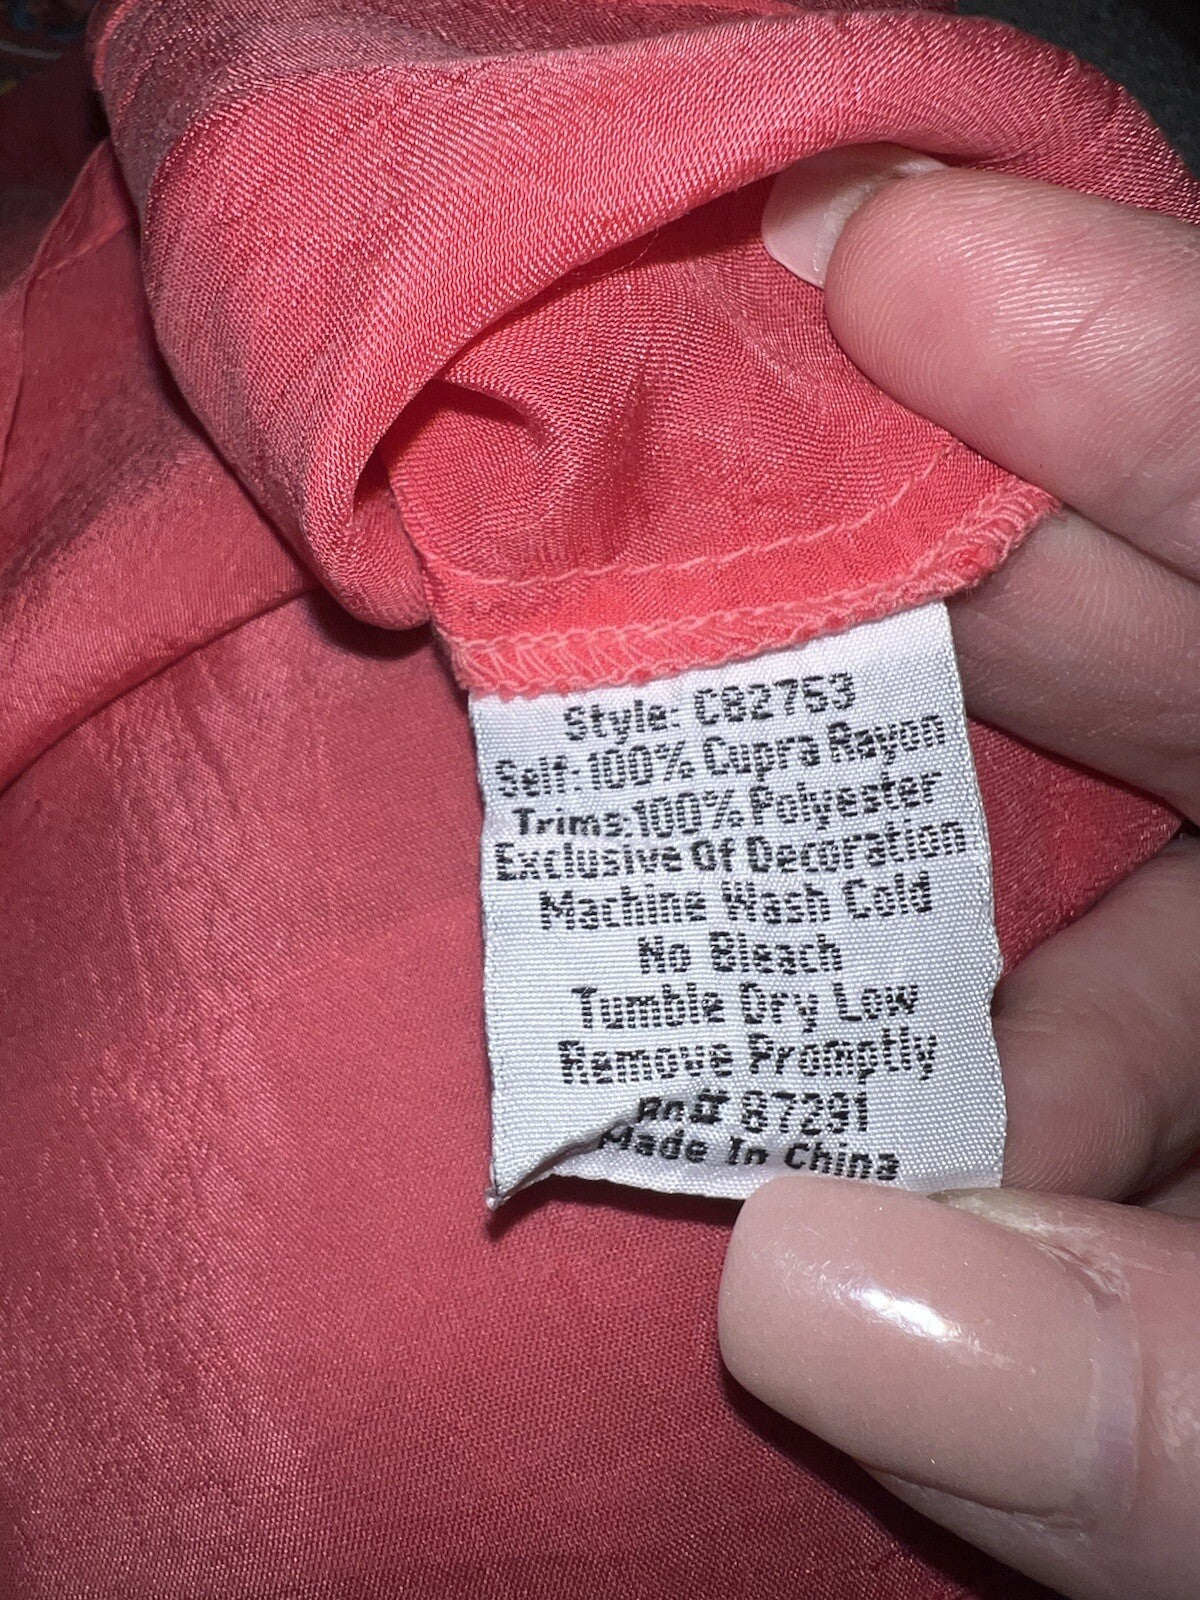 Style: C82753
Self:100% Cupra Rayon
Trims:100% Polyester
Exclusive Of Decoration
Machine Wash Cold
No Bleach
Tumble Dry Low
Remove Promptly
Rn# 87291
Made In China